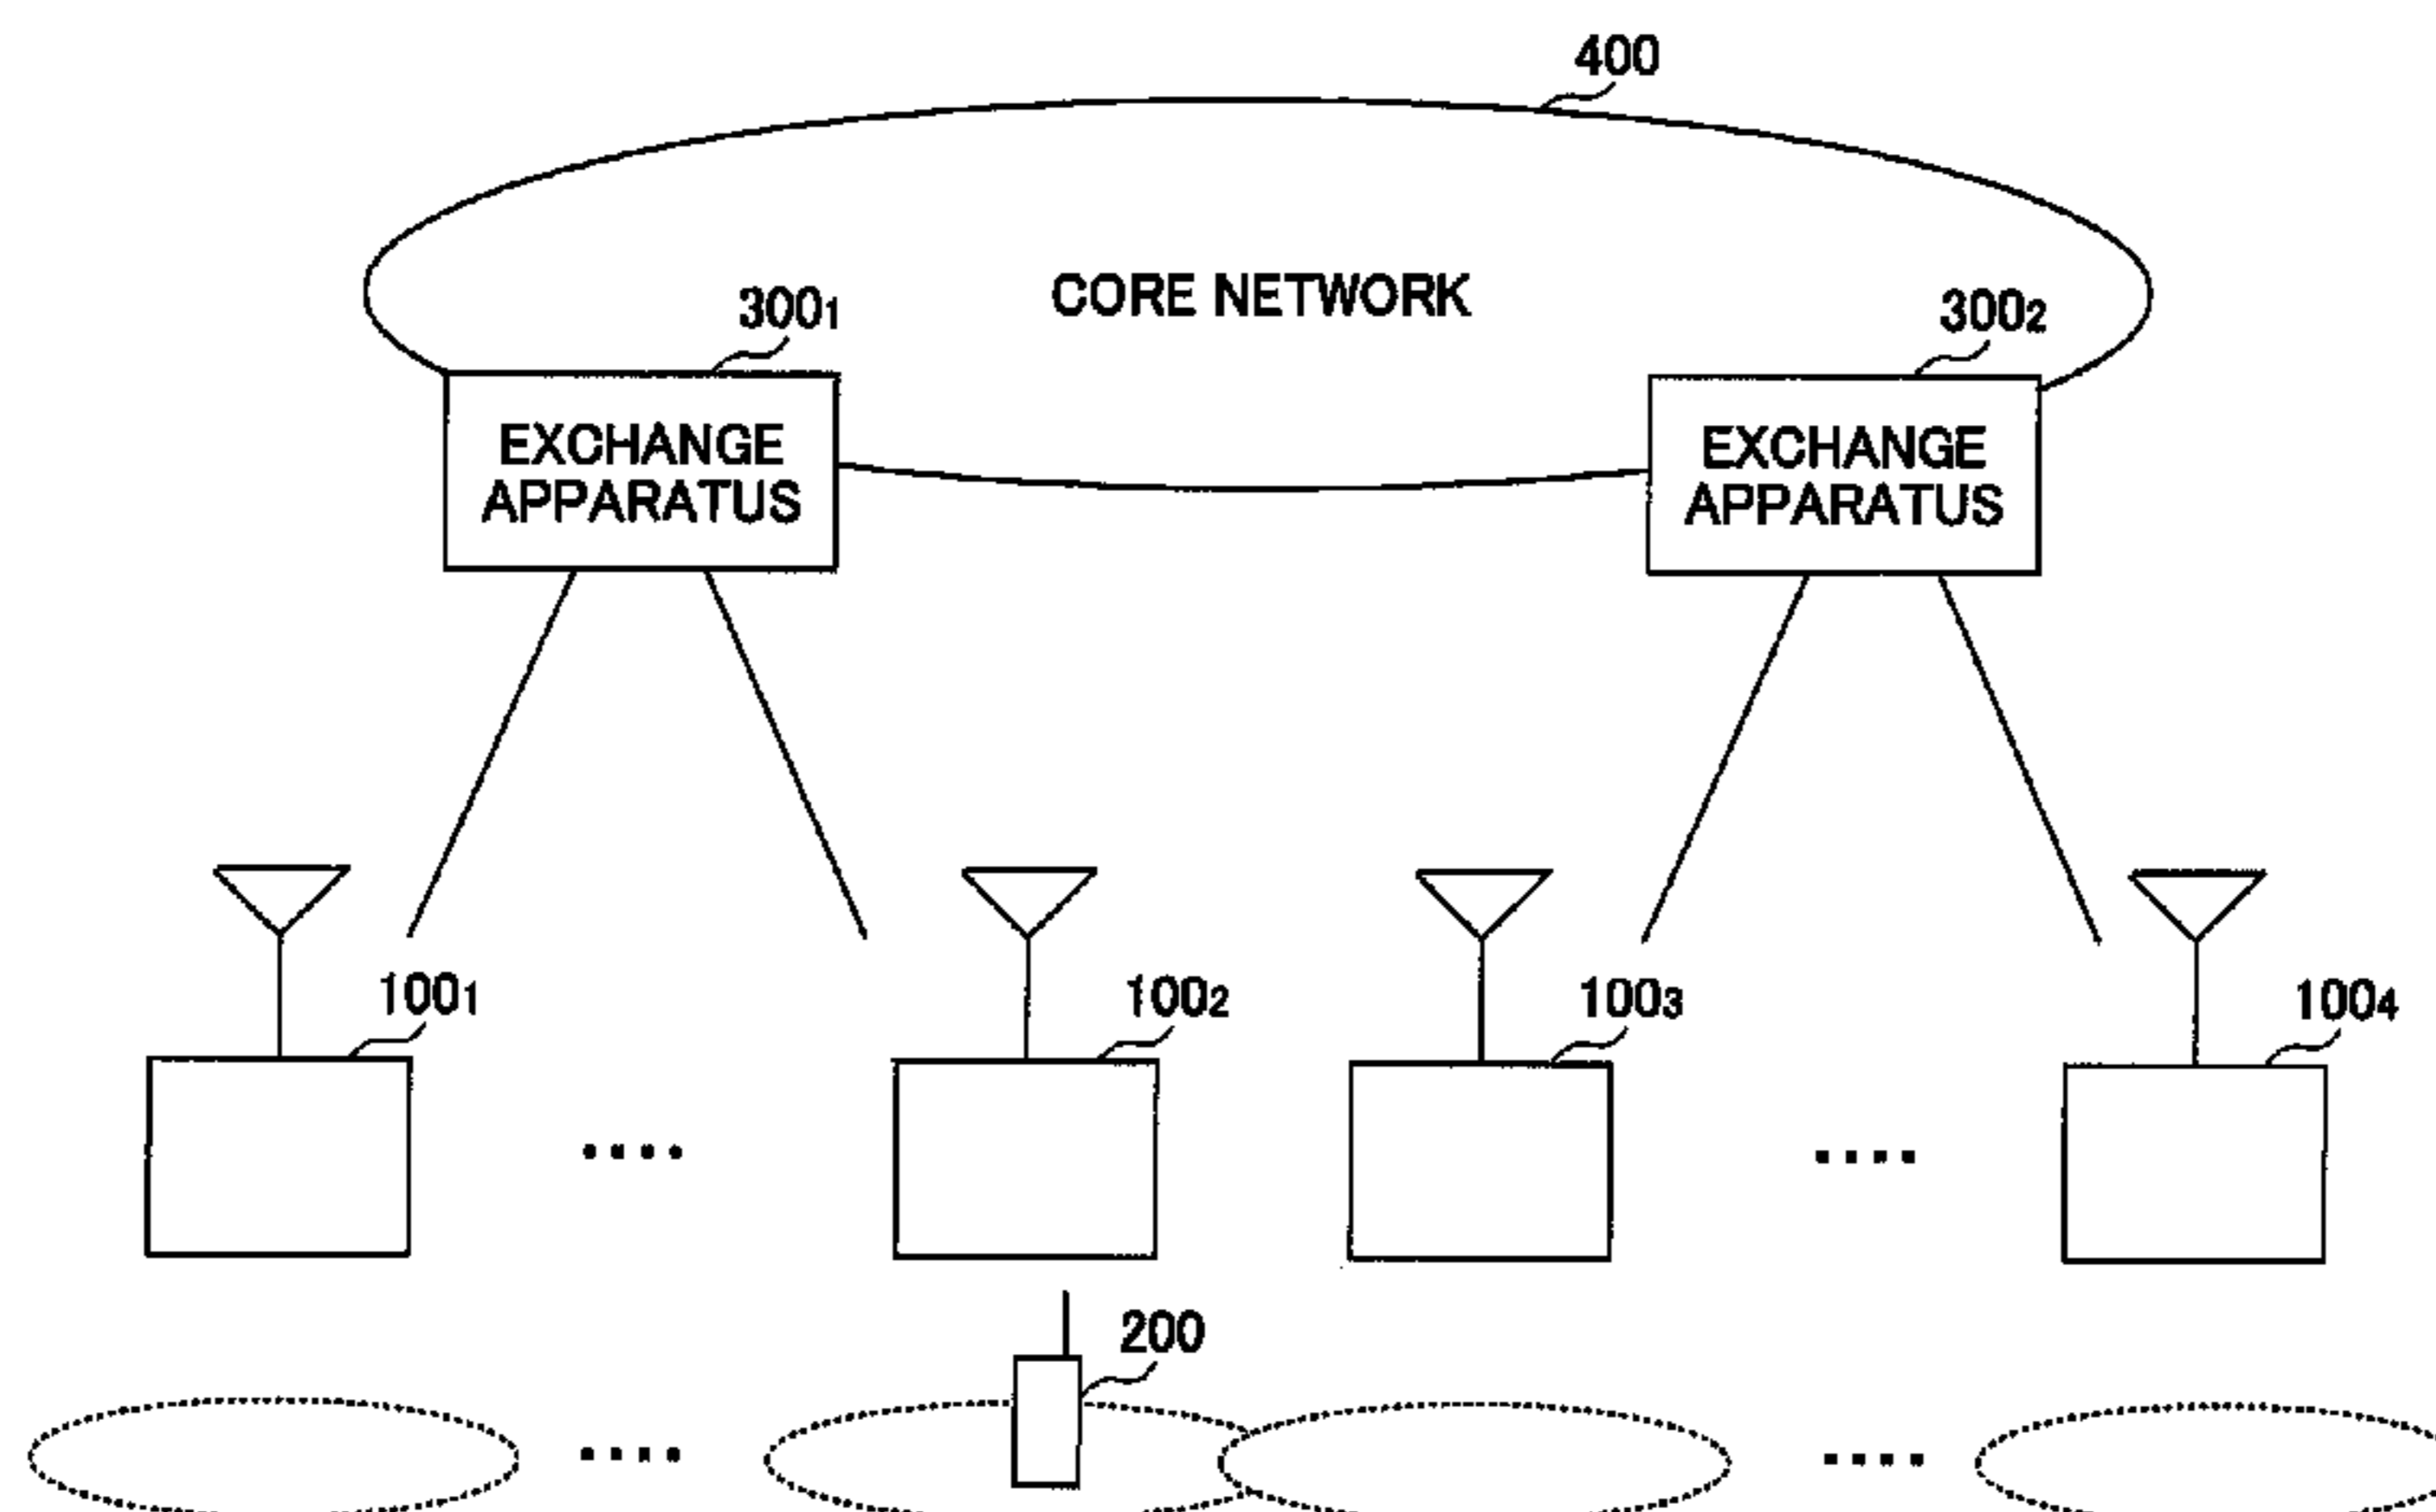 400
CORE NETWORK
300₁
300₂
EXCHANGE
APPARATUS
EXCHANGE
APPARATUS
100₁
100₂
100₃
100₄
200